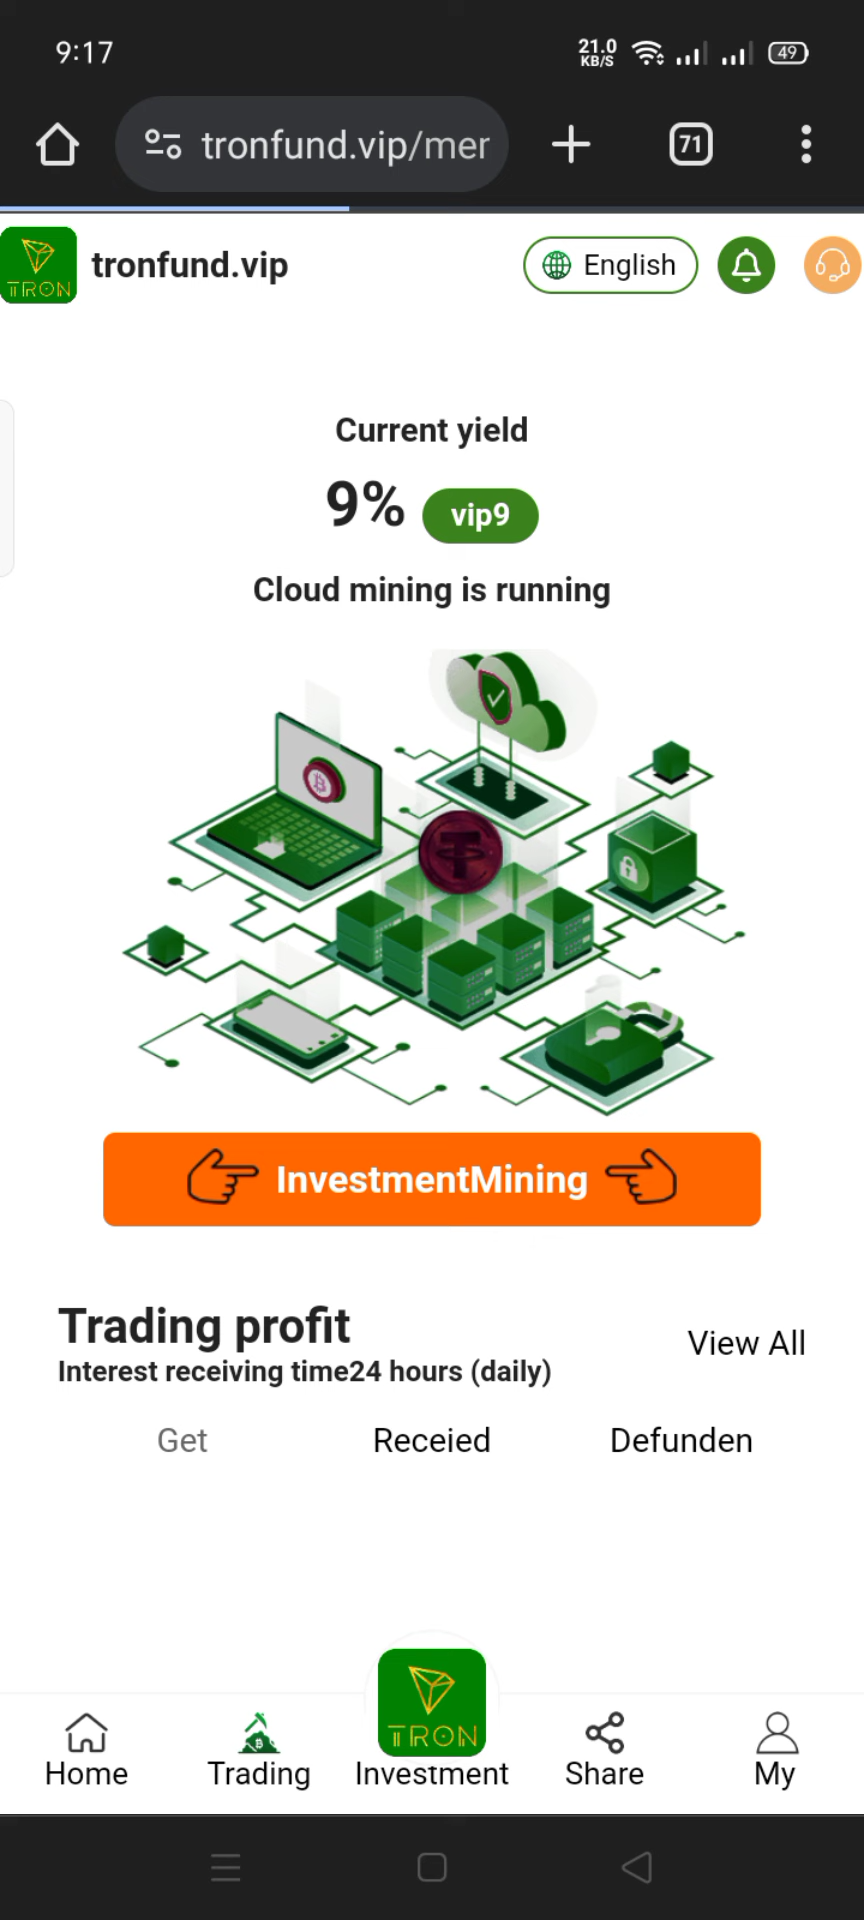 9:17
21.0
KB/S
49
tronfund.vip/mer
71
TRON
tronfund.vip
English
Current yield
9%
vip9
Cloud mining is running
InvestmentMining
Trading profit
View All
Interest receiving time24 hours (daily)
Get
Receied
Defunden
TRON
Home
Trading
Investment
Share
My